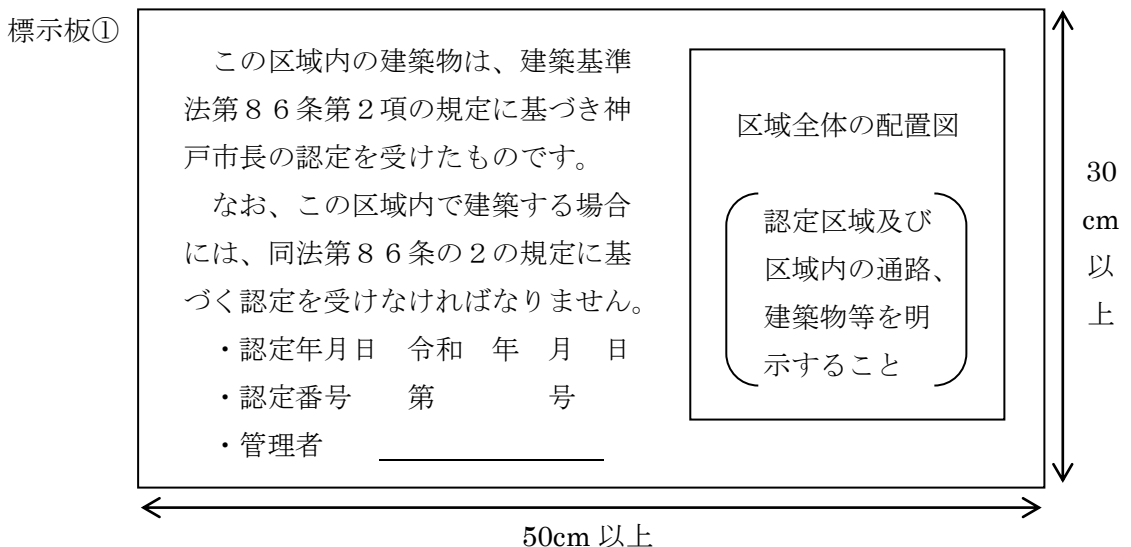 標示板①
　この区域内の建築物は、建築基準
法第８６条第２項の規定に基づき神
戸市長の認定を受けたものです。
　なお、この区域内で建築する場合
には、同法第８６条の２の規定に基
づく認定を受けなければなりません。
・認定年月日　令和　年　月　日
・認定番号　　第　　　　号
・管理者
区域全体の配置図
認定区域及び
区域内の通路、
建築物等を明
示すること
30
cm
以
上
50cm 以上